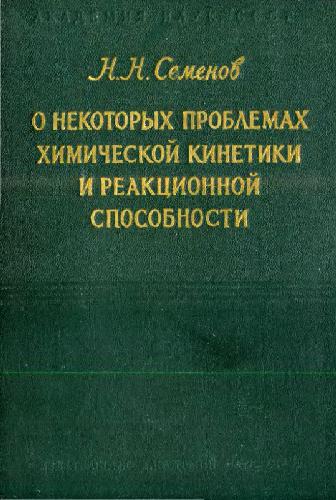 Н.Н. Семенов
О НЕКОТОРЫХ ПРОБЛЕМАХ
ХИМИЧЕСКОЙ КИНЕТИКИ
И РЕАКЦИОННОЙ
СПОСОБНОСТИ